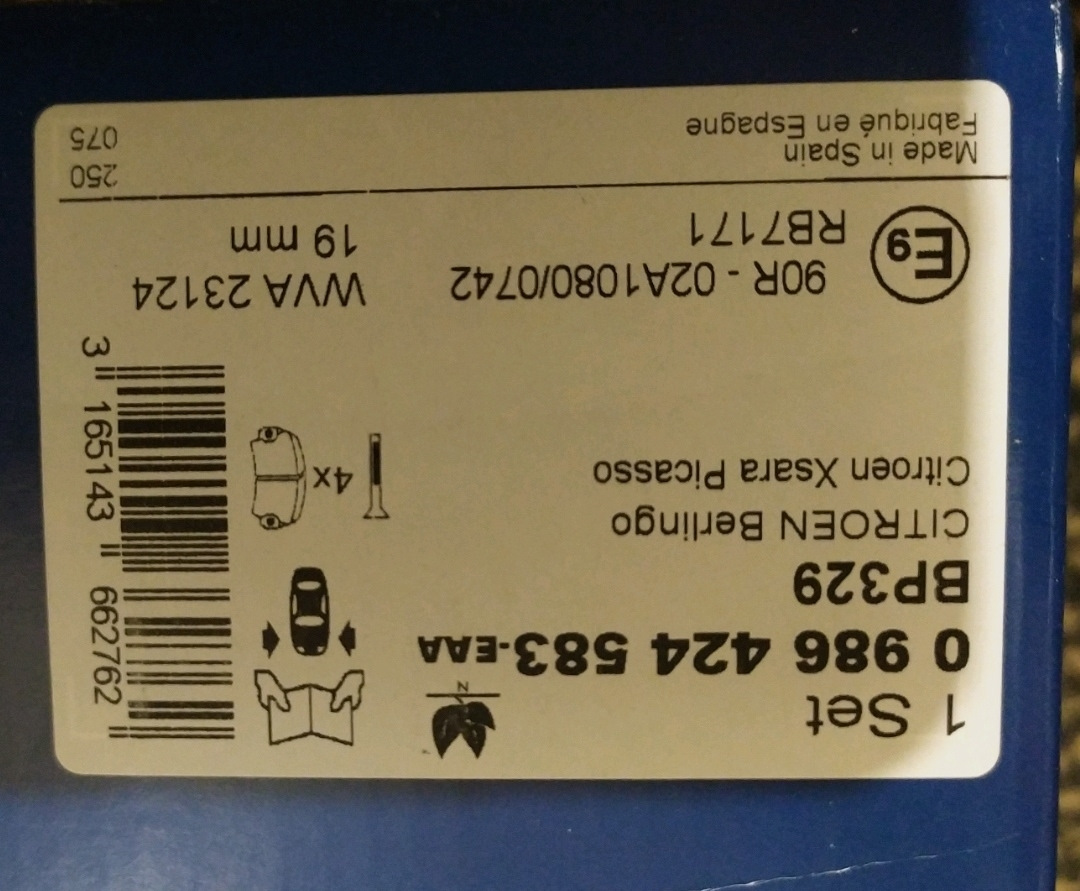 1 Set
0 986 424 583-EAA
BP329
CITROEN Berlingo
Citroen Xsara Picasso
N
4x
3 165143 662762
E9
90R - 02A1080/0742
RB7171
WVA 23124
19 mm
Made in Spain
Fabriqué en Espagne
250
075